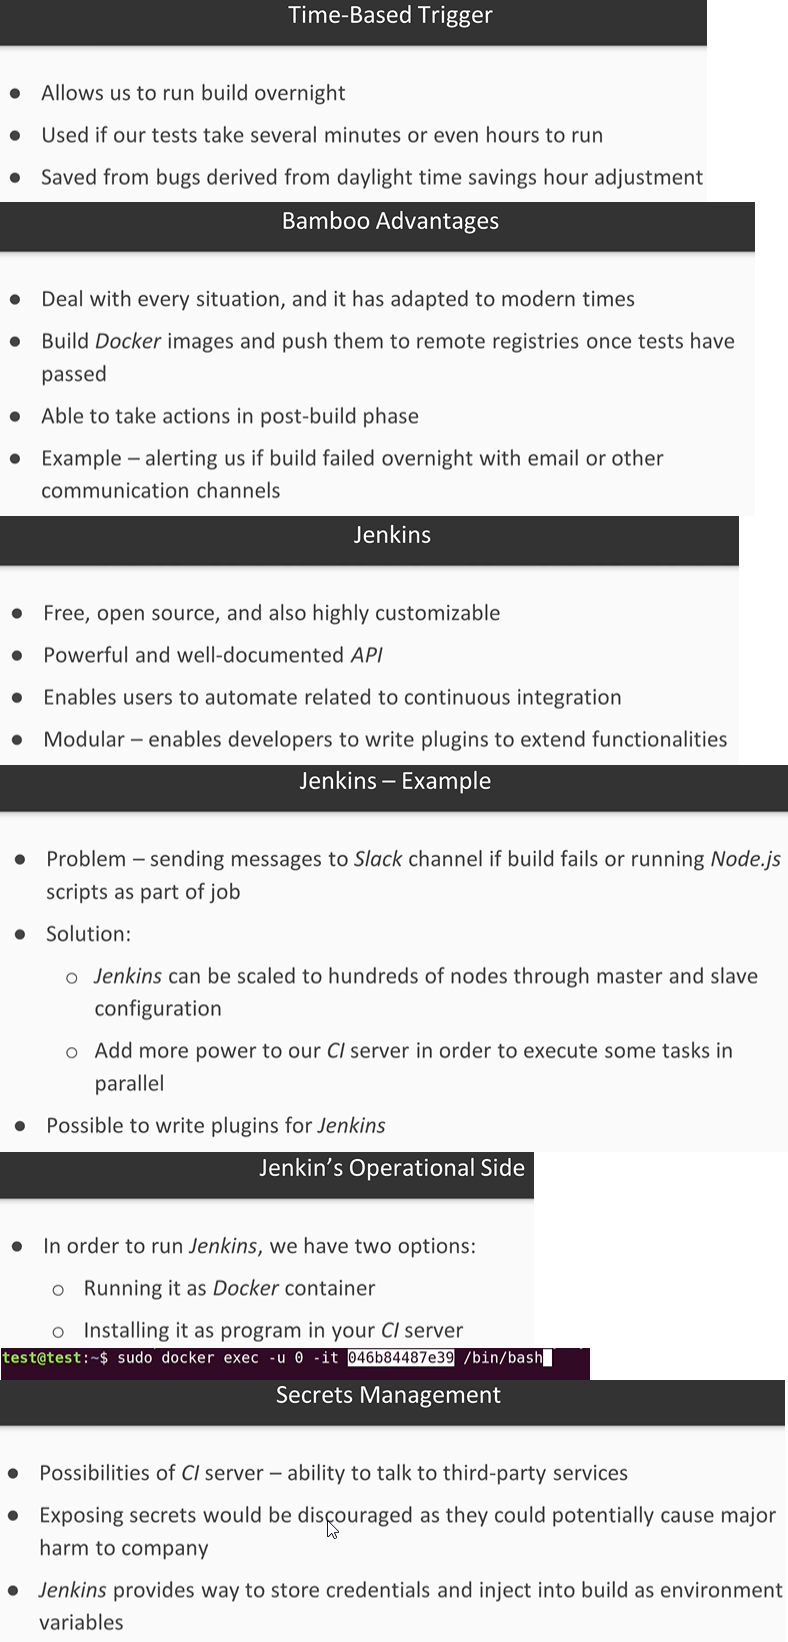 Time-Based Trigger
● Allows us to run build overnight
● Used if our tests take several minutes or even hours to run
● Saved from bugs derived from daylight time savings hour adjustment
Bamboo Advantages
● Deal with every situation, and it has adapted to modern times
● Build Docker images and push them to remote registries once tests have
passed
● Able to take actions in post-build phase
● Example – alerting us if build failed overnight with email or other
communication channels
Jenkins
● Free, open source, and also highly customizable
● Powerful and well-documented API
● Enables users to automate related to continuous integration
● Modular – enables developers to write plugins to extend functionalities
Jenkins – Example
● Problem – sending messages to Slack channel if build fails or running Node.js
scripts as part of job
● Solution:
○ Jenkins can be scaled to hundreds of nodes through master and slave
configuration
○ Add more power to our CI server in order to execute some tasks in
parallel
● Possible to write plugins for Jenkins
Jenkin’s Operational Side
● In order to run Jenkins, we have two options:
○ Running it as Docker container
○ Installing it as program in your CI server
test@test:~$ sudo docker exec -u 0 -it 046b84487e39 /bin/bash
Secrets Management
● Possibilities of CI server – ability to talk to third-party services
● Exposing secrets would be discouraged as they could potentially cause major
harm to company
● Jenkins provides way to store credentials and inject into build as environment
variables